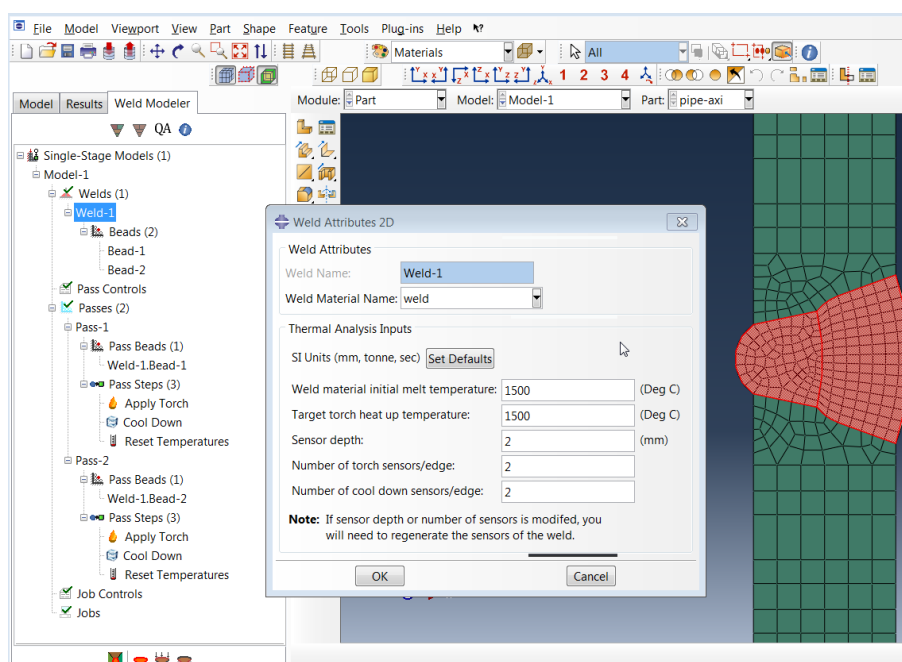 File Model Viewport View Part Shape Feature Tools Plug-ins Help
Materials All
1 2 3 4
Model Results Weld Modeler Module: Part Model: Model-1 Part: pipe-axi
QA
Single-Stage Models (1)
Model-1
Welds (1)
Weld-1
Beads (2)
Bead-1
Bead-2
Pass Controls
Passes (2)
Pass-1
Pass Beads (1)
Weld-1.Bead-1
Pass Steps (3)
Apply Torch
Cool Down
Reset Temperatures
Pass-2
Pass Beads (1)
Weld-1.Bead-2
Pass Steps (3)
Apply Torch
Cool Down
Reset Temperatures
Job Controls
Jobs
Weld Attributes 2D
Weld Attributes
Weld Name: Weld-1
Weld Material Name: weld
Thermal Analysis Inputs
SI Units (mm, tonne, sec) Set Defaults
Weld material initial melt temperature: 1500 (Deg C)
Target torch heat up temperature: 1500 (Deg C)
Sensor depth: 2 (mm)
Number of torch sensors/edge: 2
Number of cool down sensors/edge: 2
Note: If sensor depth or number of sensors is modifed, you
will need to regenerate the sensors of the weld.
OK Cancel